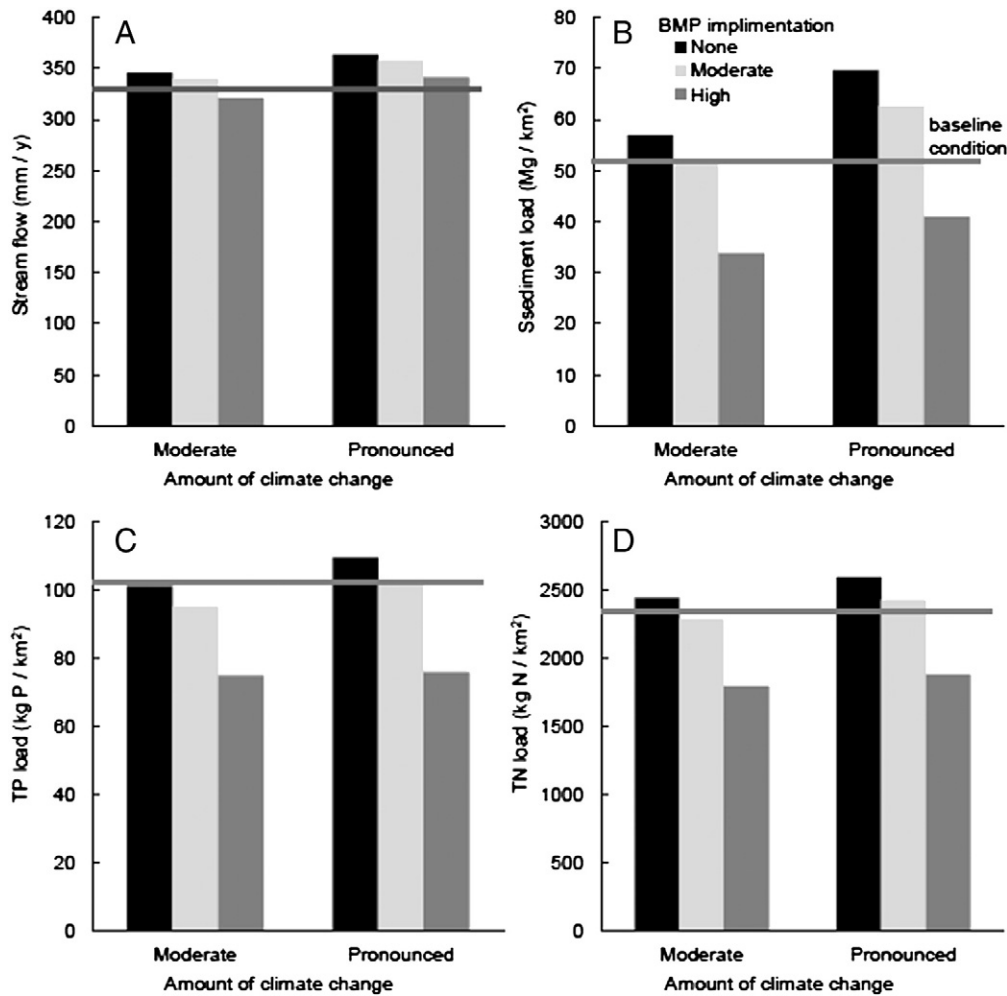 A
Stream flow (mm / y)
400
350
300
250
200
150
100
50
0
Moderate
Pronounced
Amount of climate change
B
BMP implimentation
None
Moderate
High
baseline
condition
Ssediment load (Mg / km²)
80
70
60
50
40
30
20
10
0
Moderate
Pronounced
Amount of climate change
C
TP load (kg P / km²)
120
100
80
60
40
20
0
Moderate
Pronounced
Amount of climate change
D
TN load (kg N / km²)
3000
2500
2000
1500
1000
500
0
Moderate
Pronounced
Amount of climate change